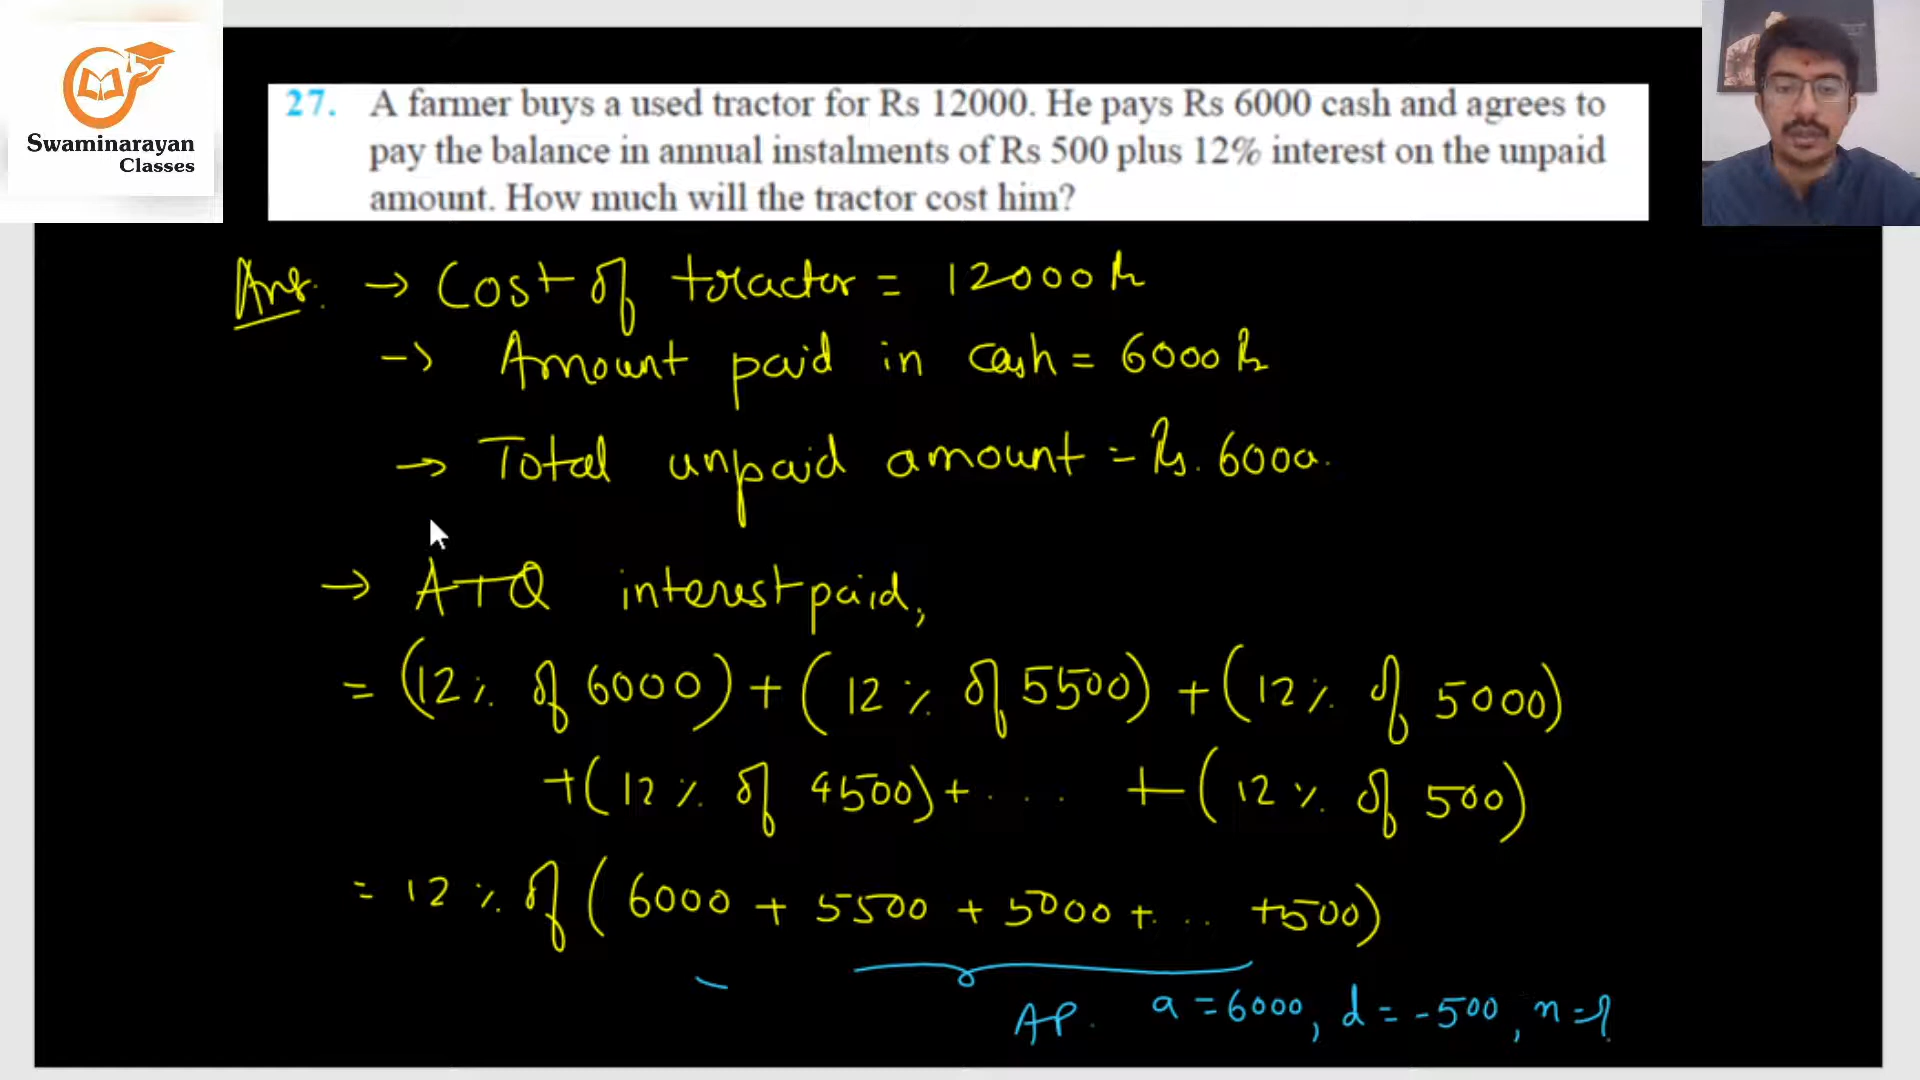 Swaminarayan
Classes
27. A farmer buys a used tractor for Rs 12000. He pays Rs 6000 cash and agrees to
pay the balance in annual instalments of Rs 500 plus 12% interest on the unpaid
amount. How much will the tractor cost him?
Ans: → Cost of tractor = 12000 Rs
→ Amount paid in cash = 6000 Rs
→ Total unpaid amount = Rs. 6000.
→ ATQ interest paid,
= (12% of 6000) + (12% of 5500) + (12% of 5000)
+ (12% of 4500) + . . . + (12% of 500)
= 12% of (6000 + 5500 + 5000 + . . . + 500)
AP. a = 6000, d = -500, n = ?